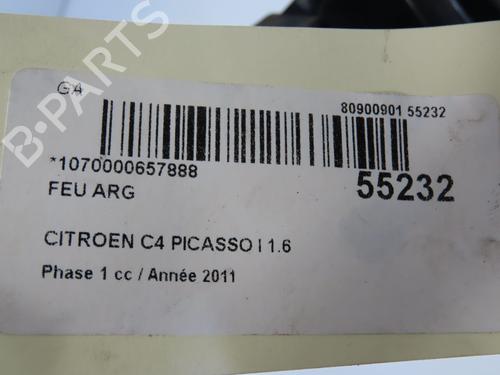 GA
80900901 55232
*1070000657888
55232
FEU ARG
CITROEN C4 PICASSO I 1.6
Phase 1 cc / Année 2011
B-PARTS